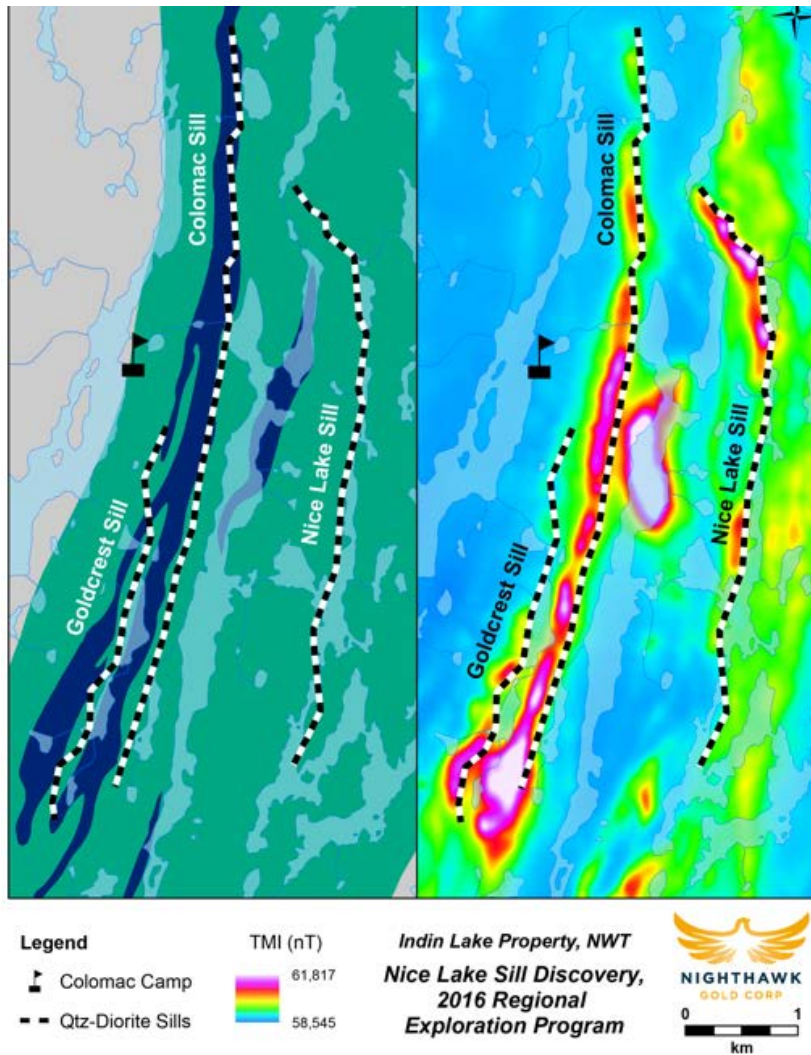 Colomac Sill
Goldcrest Sill
Nice Lake Sill
Colomac Sill
Goldcrest Sill
Nice Lake Sill
Legend
Colomac Camp
Qtz-Diorite Sills
TMI (nT)
61,817
58,545
Indin Lake Property, NWT
Nice Lake Sill Discovery,
2016 Regional
Exploration Program
NIGHTHAWK
GOLD CORP
0 1
km